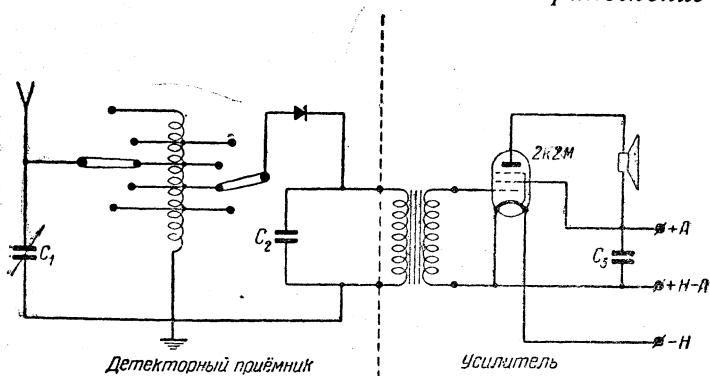 2к2м
C₁
C₂
C₃
+А
+Н-А
-Н
Детекторный приёмник
Усилитель